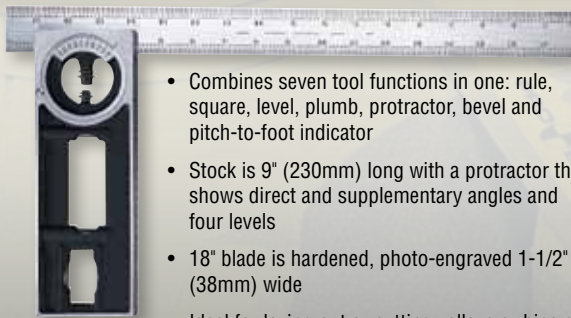 • Combines seven tool functions in one: rule,
square, level, plumb, protractor, bevel and
pitch-to-foot indicator
• Stock is 9" (230mm) long with a protractor th
shows direct and supplementary angles and
four levels
• 18" blade is hardened, photo-engraved 1-1/2"
(38mm) wide